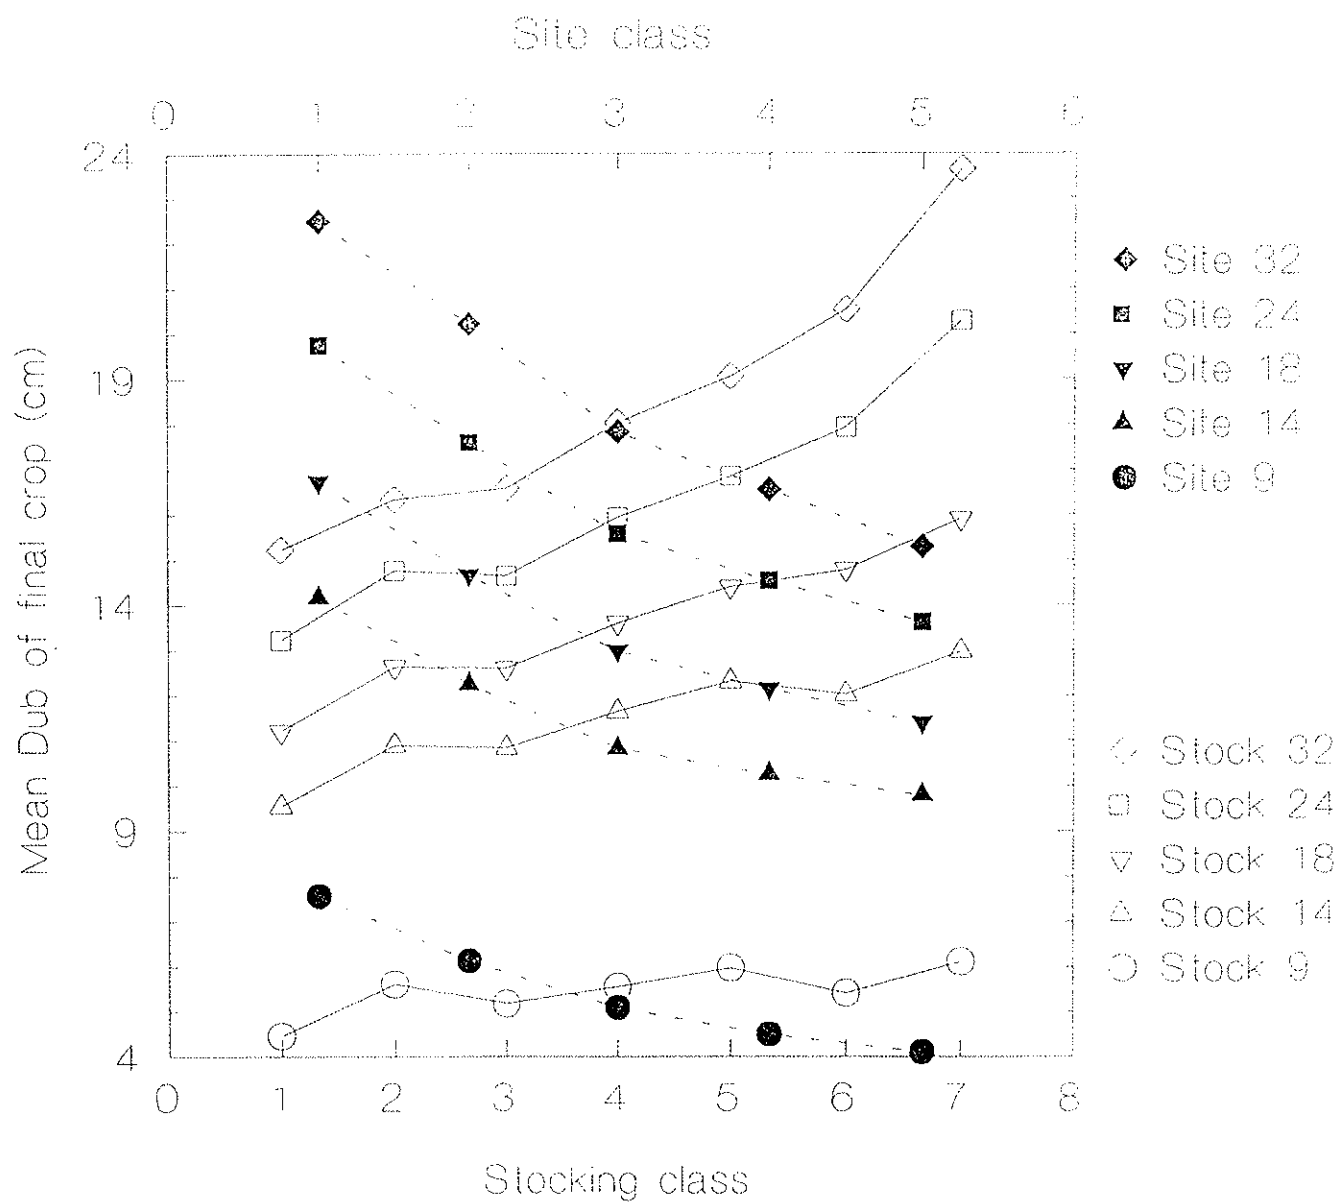 Site class
0 1 2 3 4 5 6
24
19
14
9
4
Mean Dub of final crop (cm)
0 1 2 3 4 5 6 7 8
Stocking class
Site 32
Site 24
Site 18
Site 14
Site 9
Stock 32
Stock 24
Stock 18
Stock 14
Stock 9